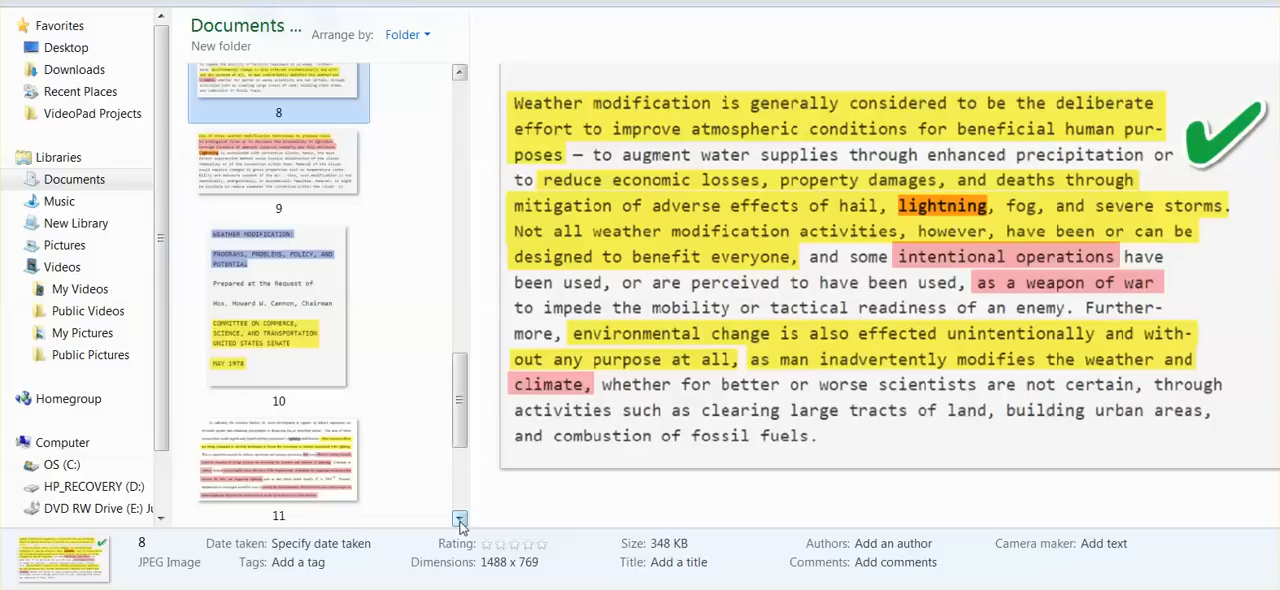 Favorites
Desktop
Downloads
Recent Places
VideoPad Projects
Libraries
Documents
Music
New Library
Pictures
Videos
My Videos
Public Videos
My Pictures
Public Pictures
Homegroup
Computer
OS (C:)
HP_RECOVERY (D:)
DVD RW Drive (E:) Ju
Documents ...
New folder
Arrange by: Folder
8
9
WEATHER MODIFICATION:
PROGRAMS, PROBLEMS, POLICY, AND
POTENTIAL
Prepared at the Request of
Hon. Howard W. Cannon, Chairman
COMMITTEE ON COMMERCE,
SCIENCE, AND TRANSPORTATION
UNITED STATES SENATE
MAY 1978
10
11
Weather modification is generally considered to be the deliberate
effort to improve atmospheric conditions for beneficial human pur-
poses — to augment water supplies through enhanced precipitation or
to reduce economic losses, property damages, and deaths through
mitigation of adverse effects of hail, lightning, fog, and severe storms.
Not all weather modification activities, however, have been or can be
designed to benefit everyone, and some intentional operations have
been used, or are perceived to have been used, as a weapon of war
to impede the mobility or tactical readiness of an enemy. Further-
more, environmental change is also effected unintentionally and with-
out any purpose at all, as man inadvertently modifies the weather and
climate, whether for better or worse scientists are not certain, through
activities such as clearing large tracts of land, building urban areas,
and combustion of fossil fuels.
8
JPEG Image
Date taken: Specify date taken
Tags: Add a tag
Rating:
Dimensions: 1488 x 769
Size: 348 KB
Title: Add a title
Authors: Add an author
Comments: Add comments
Camera maker: Add text